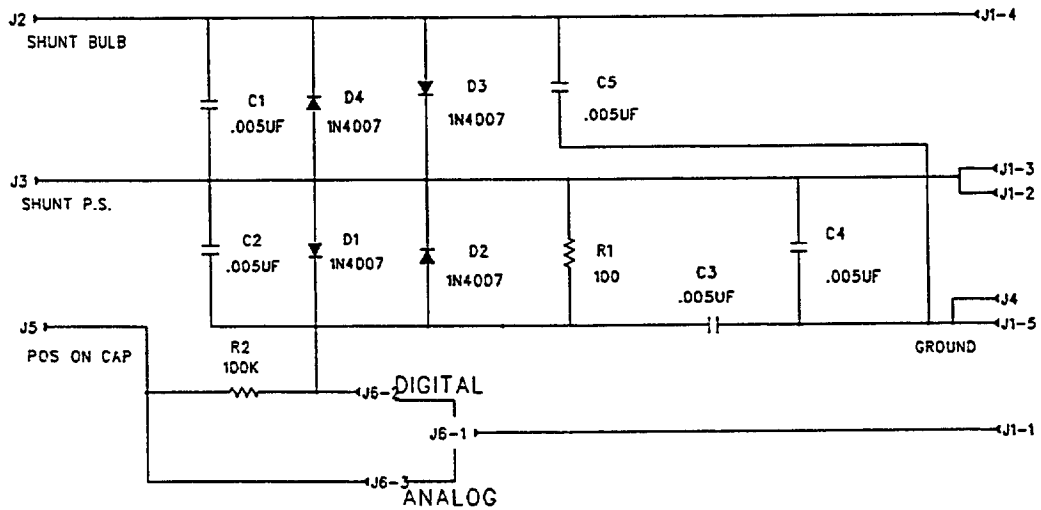 J2
J1-4
SHUNT BULB
C1
.005UF
D4
1N4007
D3
1N4007
C5
.005UF
J3
J1-3
J1-2
SHUNT P.S.
C2
.005UF
D1
1N4007
D2
1N4007
R1
100
C3
.005UF
C4
.005UF
J4
J5
J1-5
POS ON CAP
GROUND
R2
100K
J6-2
DIGITAL
J6-1
J1-1
J6-3
ANALOG